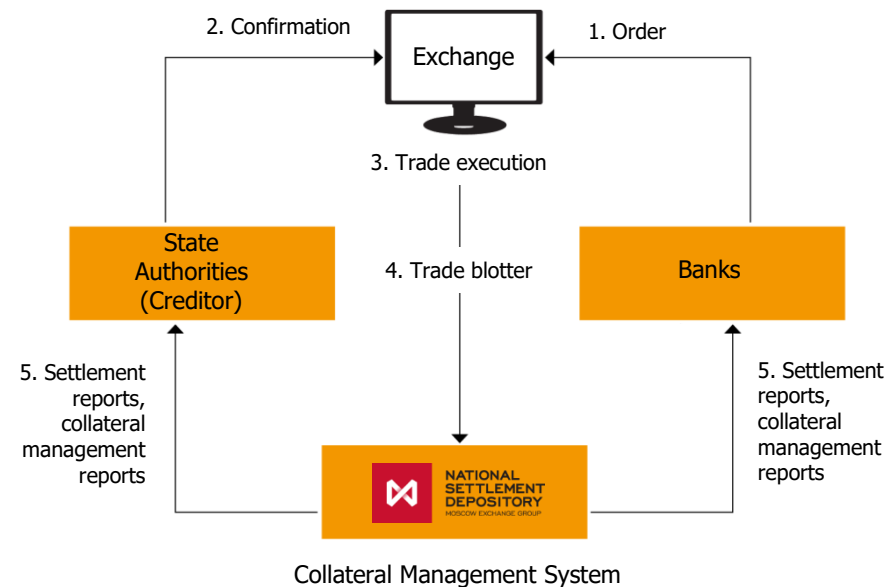 2. Confirmation
1. Order
Exchange
3. Trade execution
State
Authorities
(Creditor)
4. Trade blotter
Banks
5. Settlement
reports,
collateral
management
reports
5. Settlement
reports,
collateral
management
reports
NATIONAL
SETTLEMENT
DEPOSITORY
MOSCOW EXCHANGE GROUP
Collateral Management System